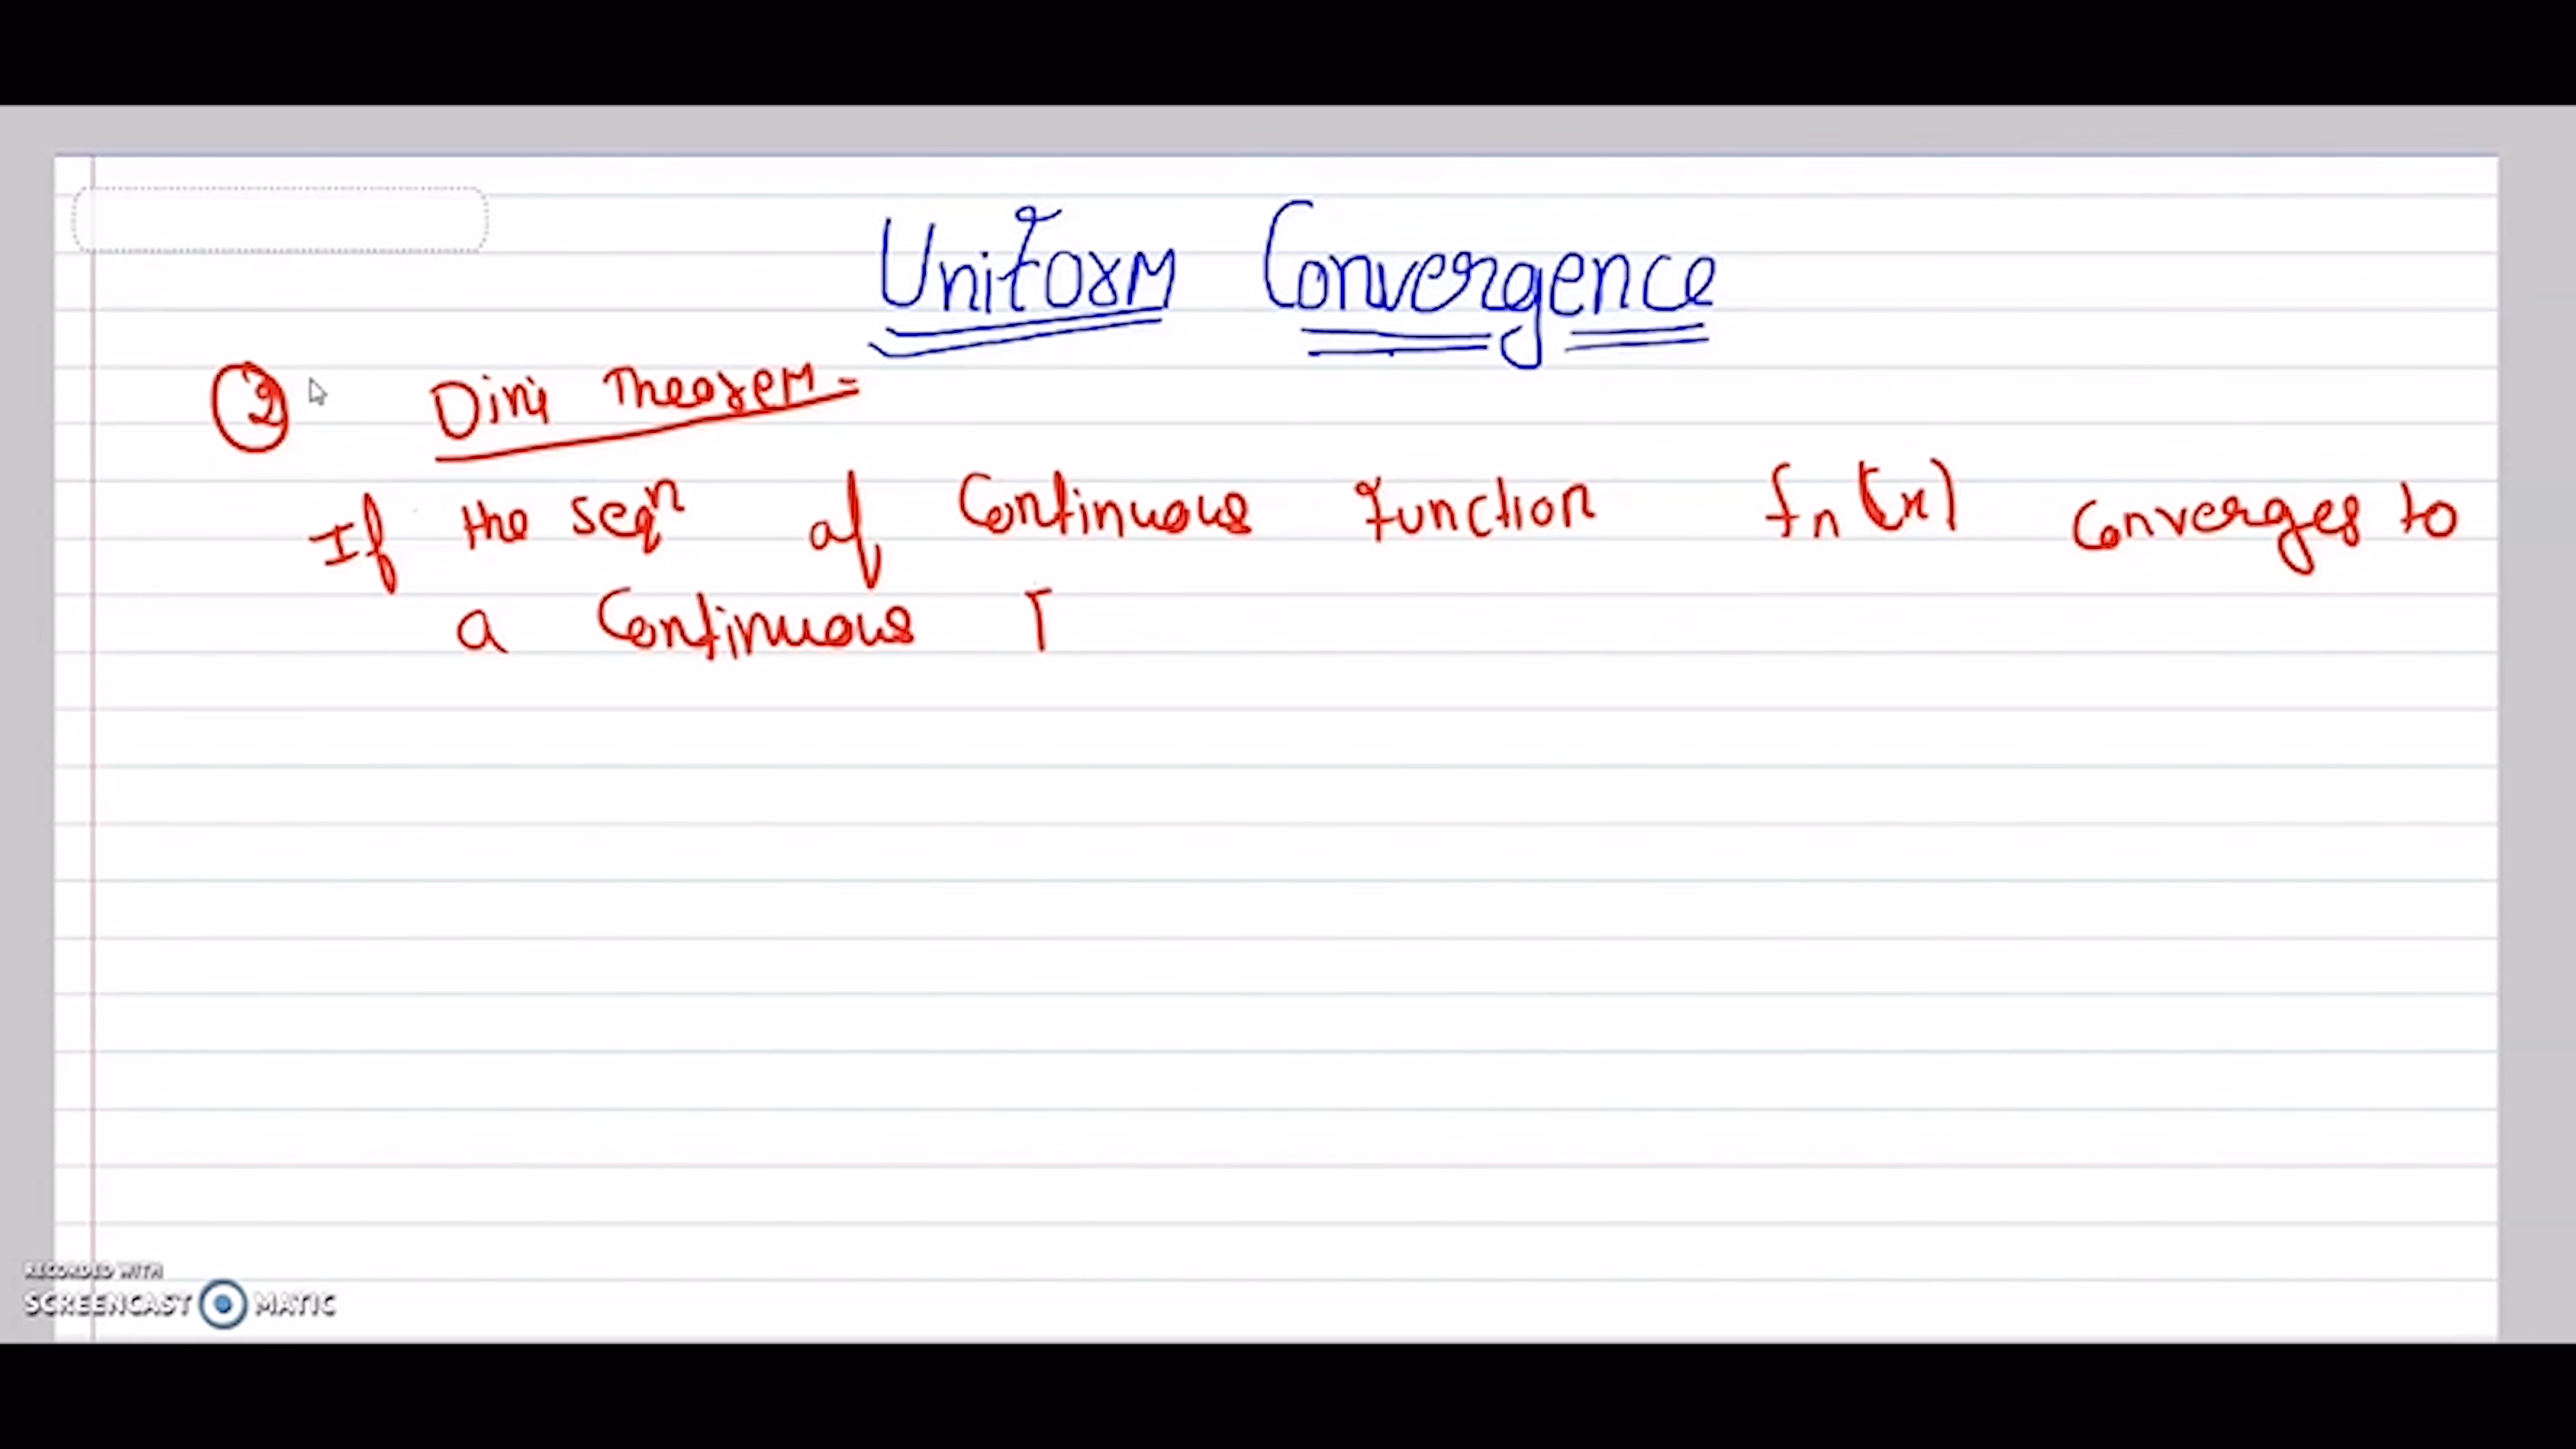 Uniform Convergence
② Dini Theorem =
If the seqⁿ of Continuous function fn(x) Converges to
a Continuous
RECORDED WITH
SCREENCAST MATIC